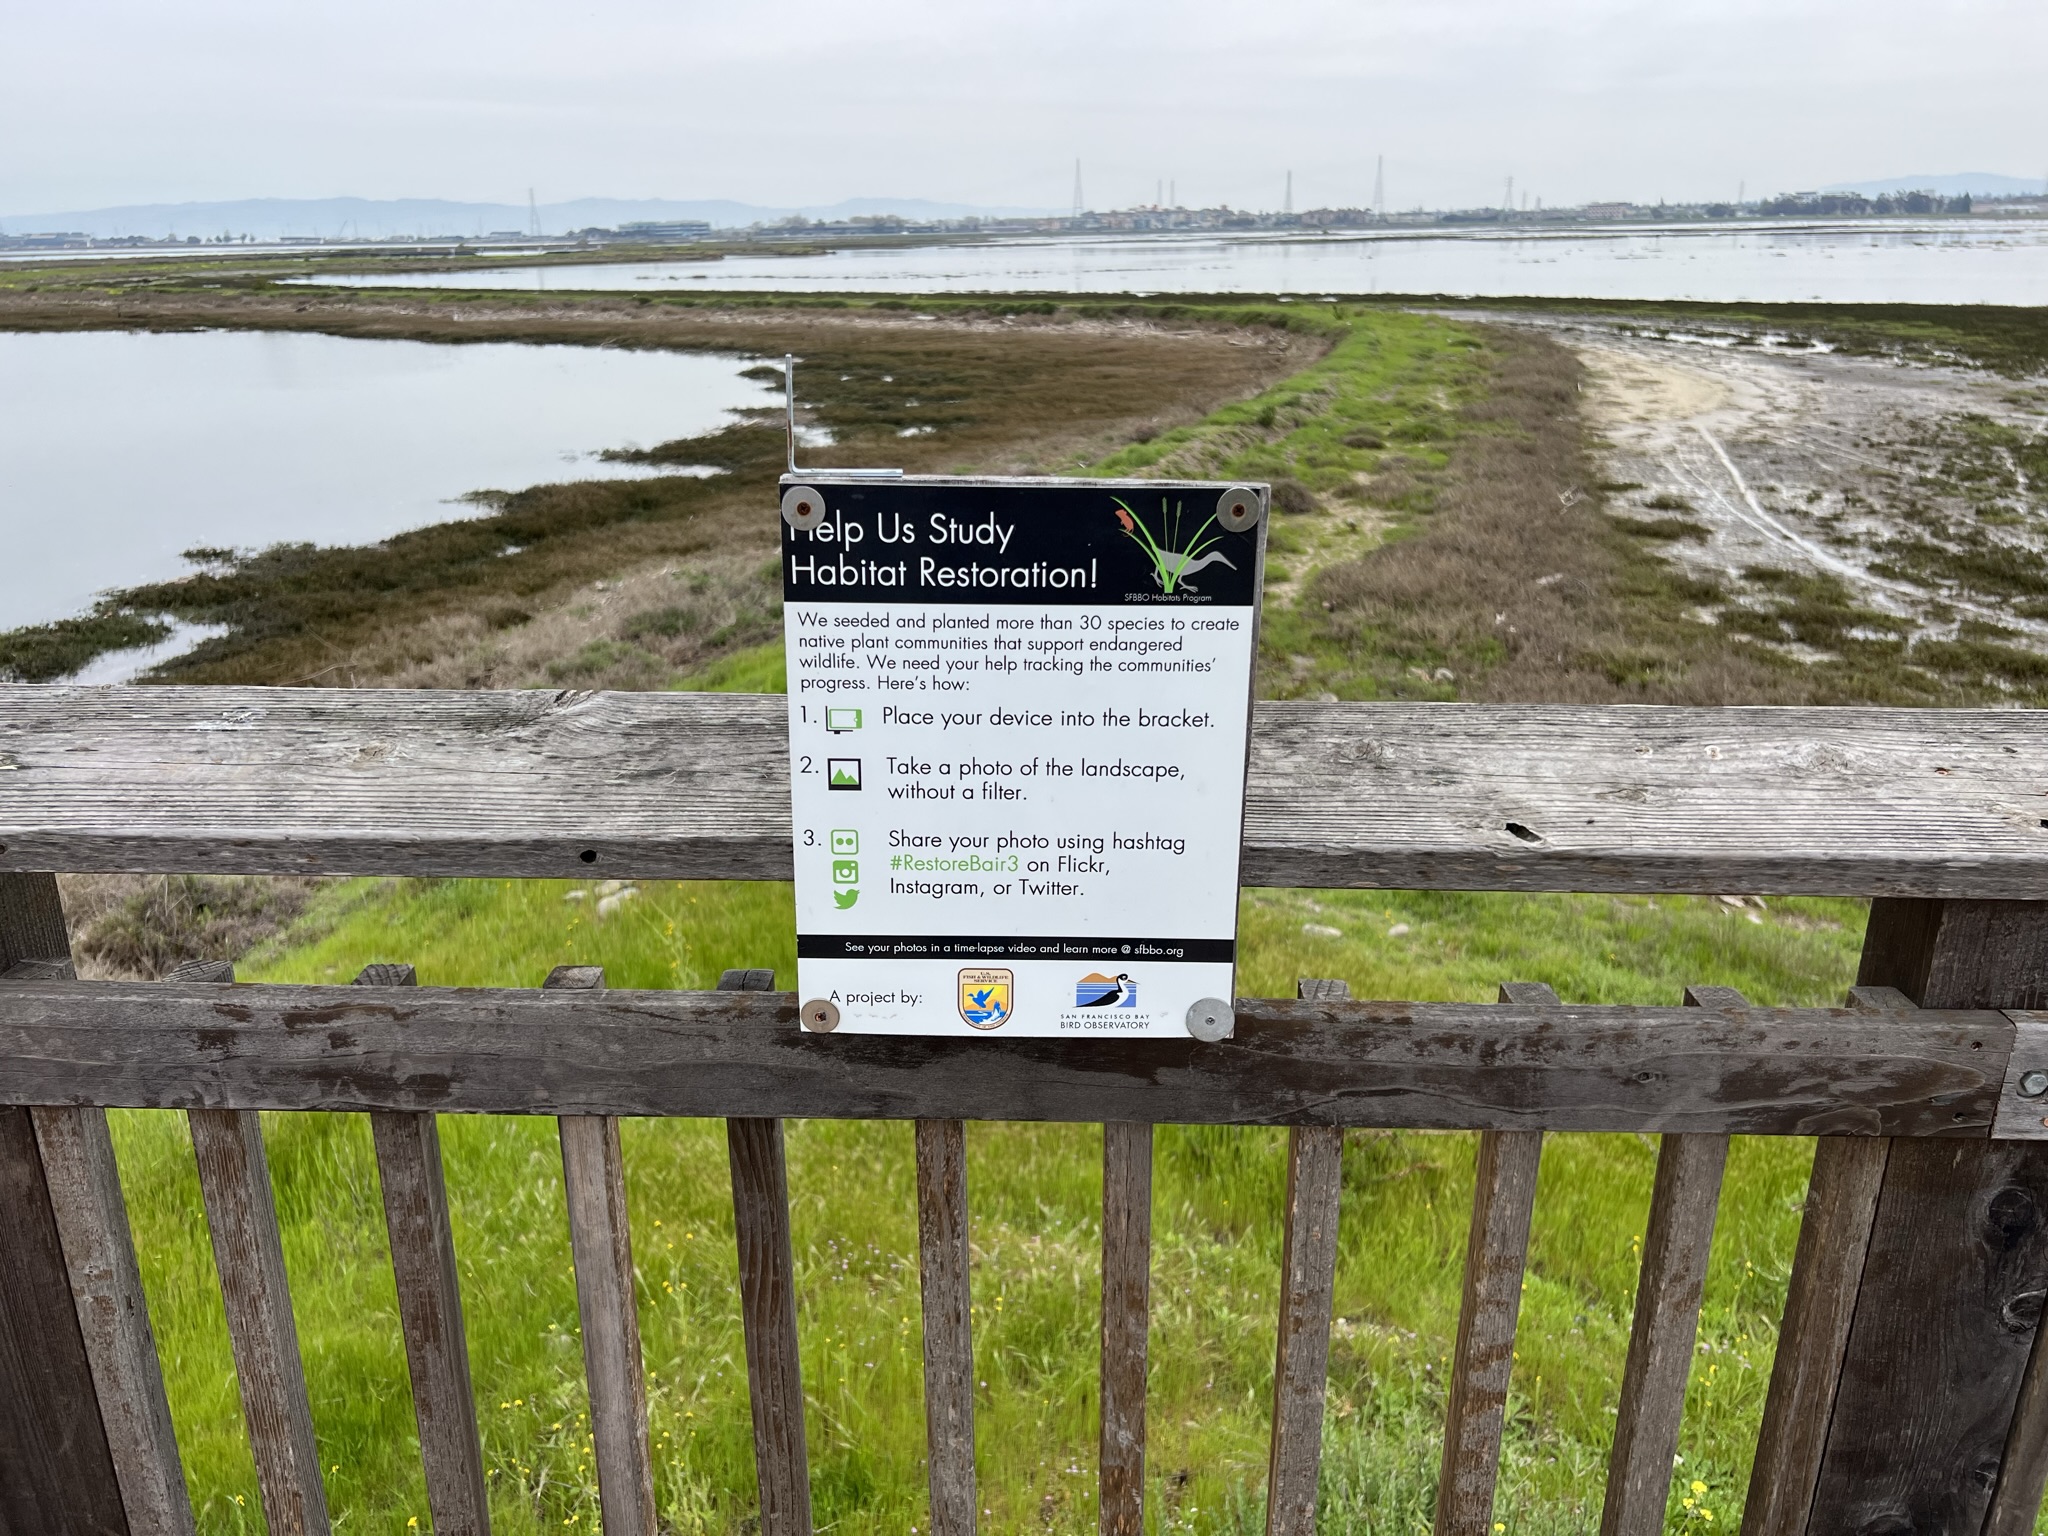 Help Us Study
Habitat Restoration!
SFBBO Habitats Program
We seeded and planted more than 30 species to create
native plant communities that support endangered
wildlife. We need your help tracking the communities'
progress. Here's how:
1. Place your device into the bracket.
2. Take a photo of the landscape,
without a filter.
3. Share your photo using hashtag
#RestoreBair3 on Flickr,
Instagram, or Twitter.
See your photos in a time-lapse video and learn more @ sfbbo.org
A project by:
U.S.
FISH & WILDLIFE
SERVICE
SAN FRANCISCO BAY
BIRD OBSERVATORY